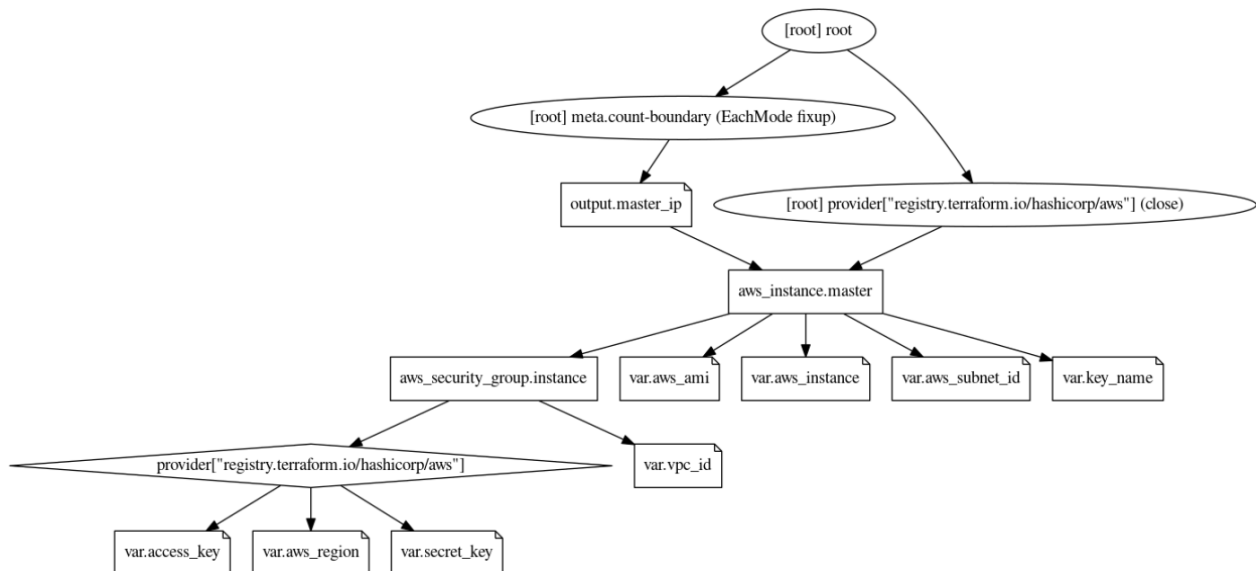 [root] root
[root] meta.count-boundary (EachMode fixup)
output.master_ip
[root] provider["registry.terraform.io/hashicorp/aws"] (close)
aws_instance.master
aws_security_group.instance
var.aws_ami
var.aws_instance
var.aws_subnet_id
var.key_name
provider["registry.terraform.io/hashicorp/aws"]
var.vpc_id
var.access_key
var.aws_region
var.secret_key